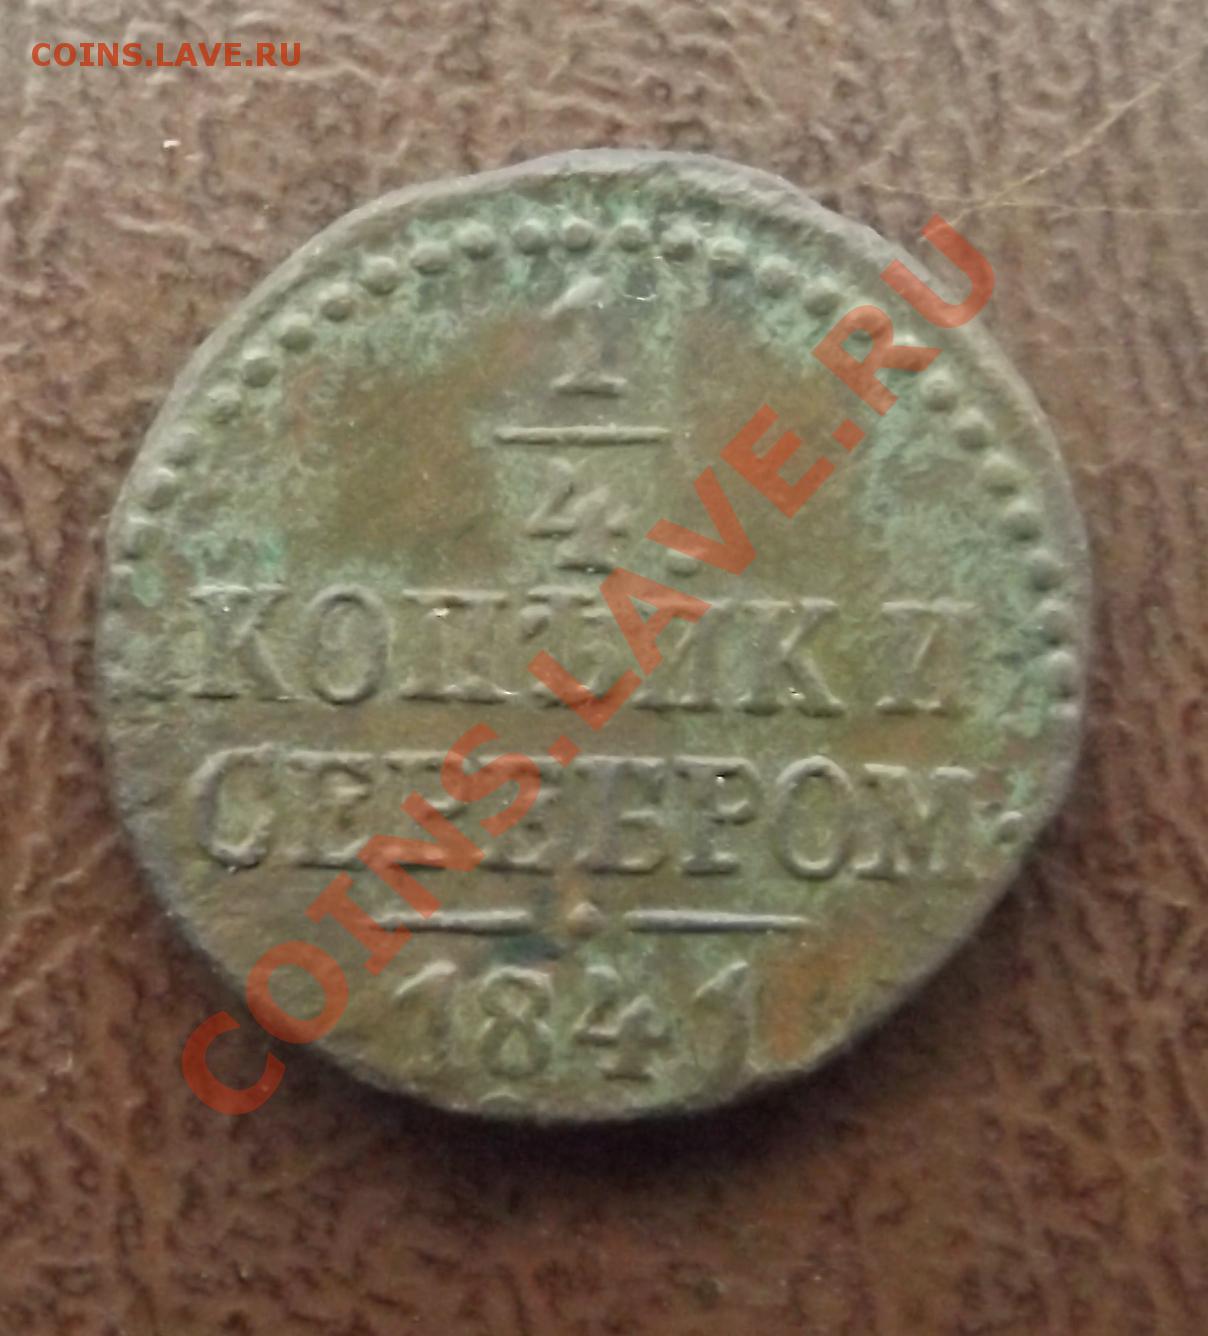 COINS.LAVE.RU
1
4
КОПѢЙКИ
СЕРЕБРОМ
1841
COINS.LAVE.RU